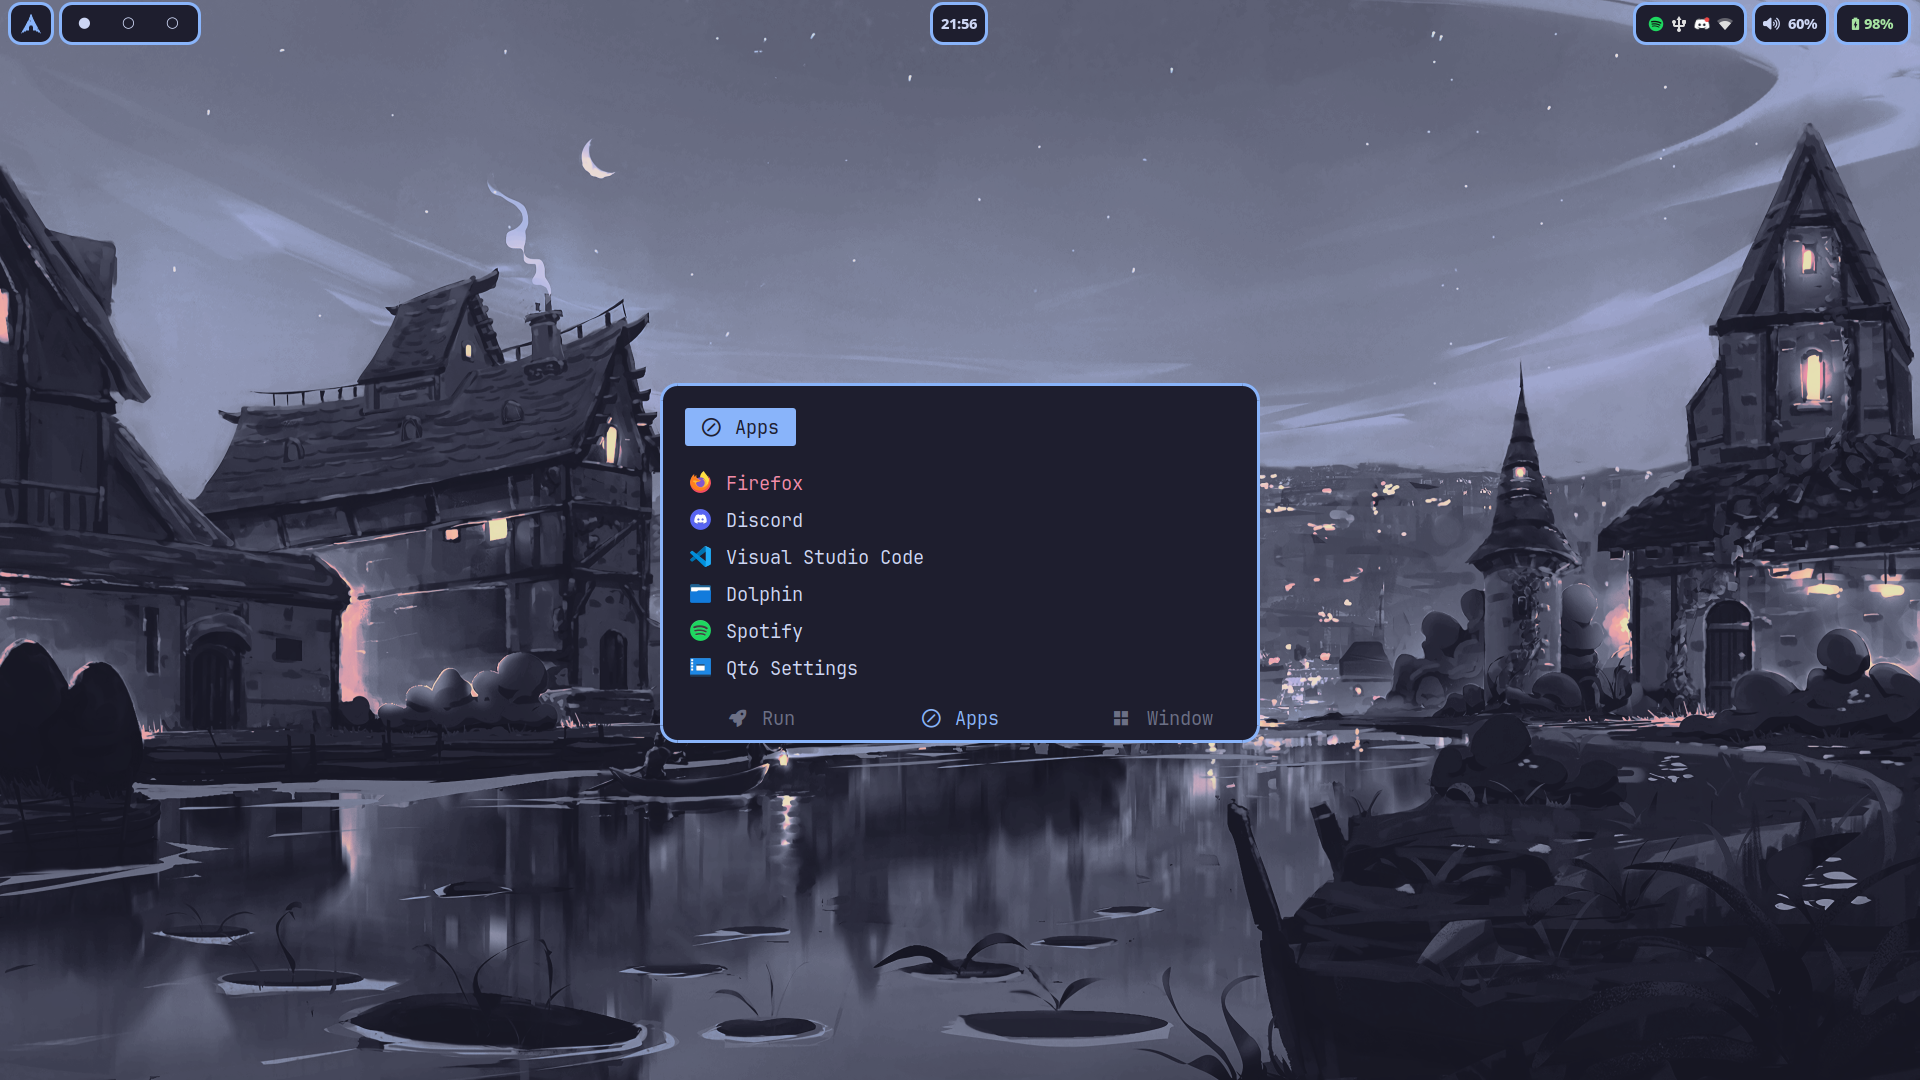 21:56
60%
98%
Apps
Firefox
Discord
Visual Studio Code
Dolphin
Spotify
Qt6 Settings
Run Apps Window